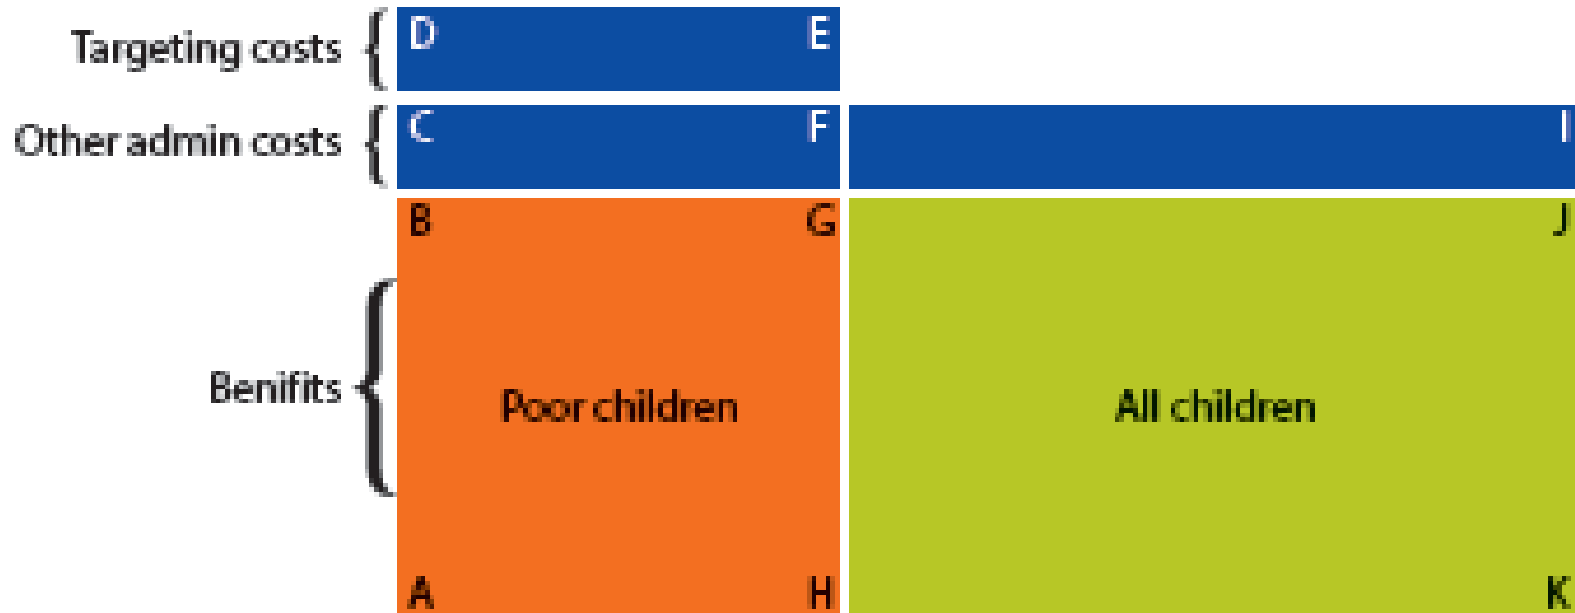 Targeting costs D E
Other admin costs C F I
B G J
Benifits Poor children All children
A H K